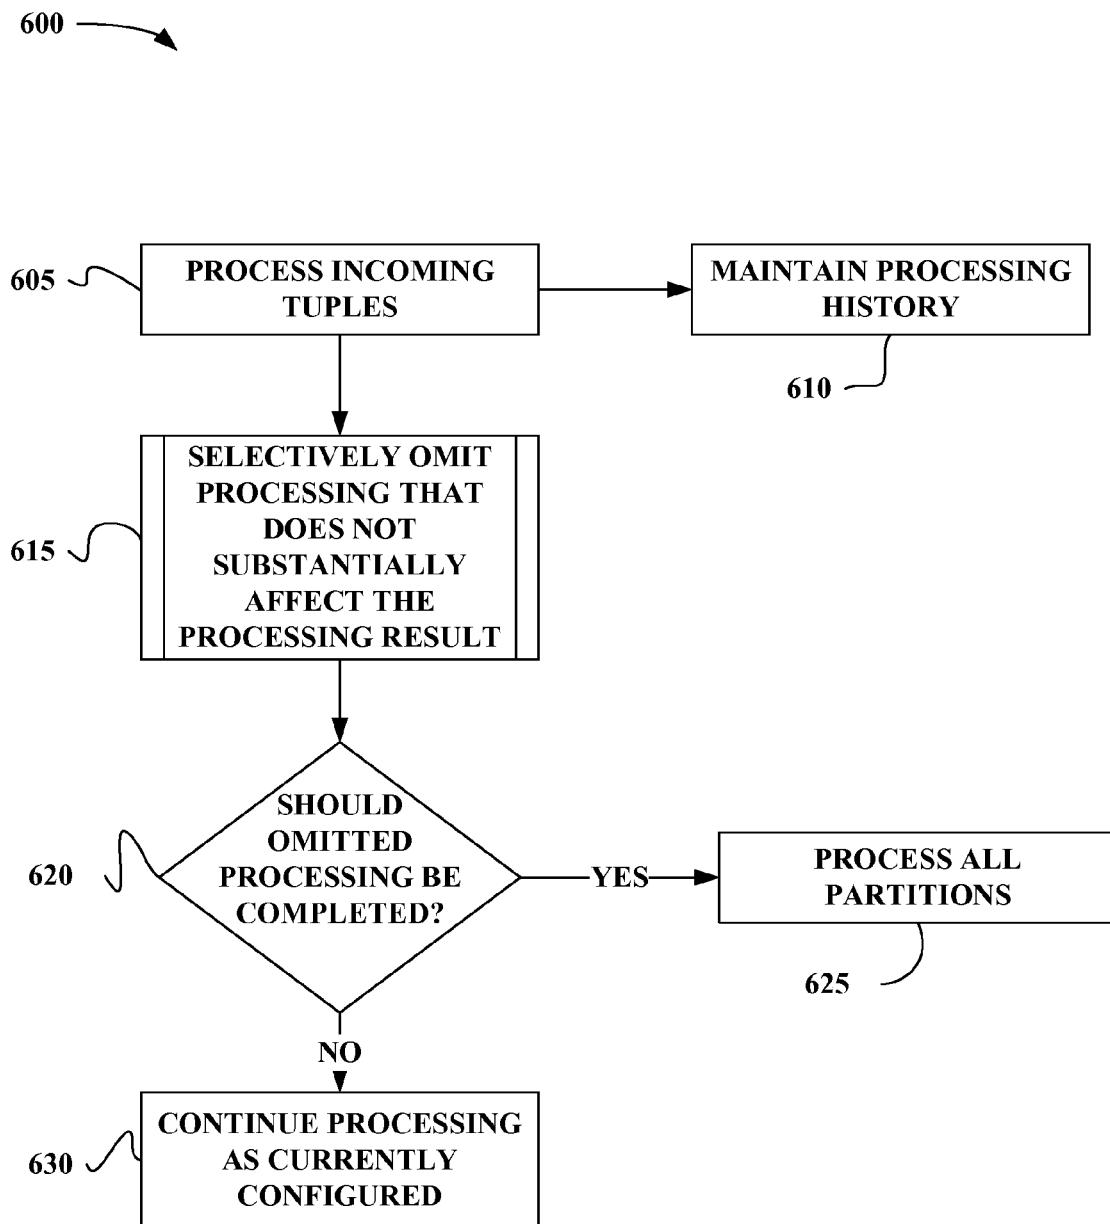 600
605
PROCESS INCOMING
TUPLES
MAINTAIN PROCESSING
HISTORY
610
615
SELECTIVELY OMIT
PROCESSING THAT
DOES NOT
SUBSTANTIALLY
AFFECT THE
PROCESSING RESULT
620
SHOULD
OMITTED
PROCESSING BE
COMPLETED?
YES
PROCESS ALL
PARTITIONS
625
NO
630
CONTINUE PROCESSING
AS CURRENTLY
CONFIGURED